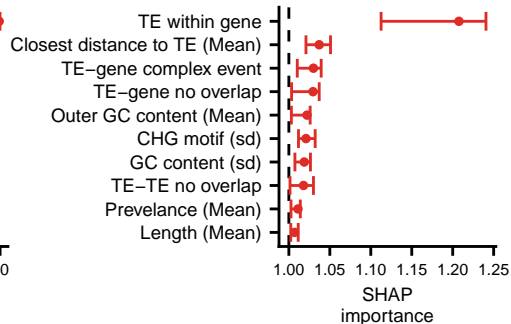 TE within gene
Closest distance to TE (Mean)
TE−gene complex event
TE−gene no overlap
Outer GC content (Mean)
CHG motif (sd)
GC content (sd)
TE−TE no overlap
Prevelance (Mean)
Length (Mean)
0 1.00 1.05 1.10 1.15 1.20 1.25
SHAP
importance